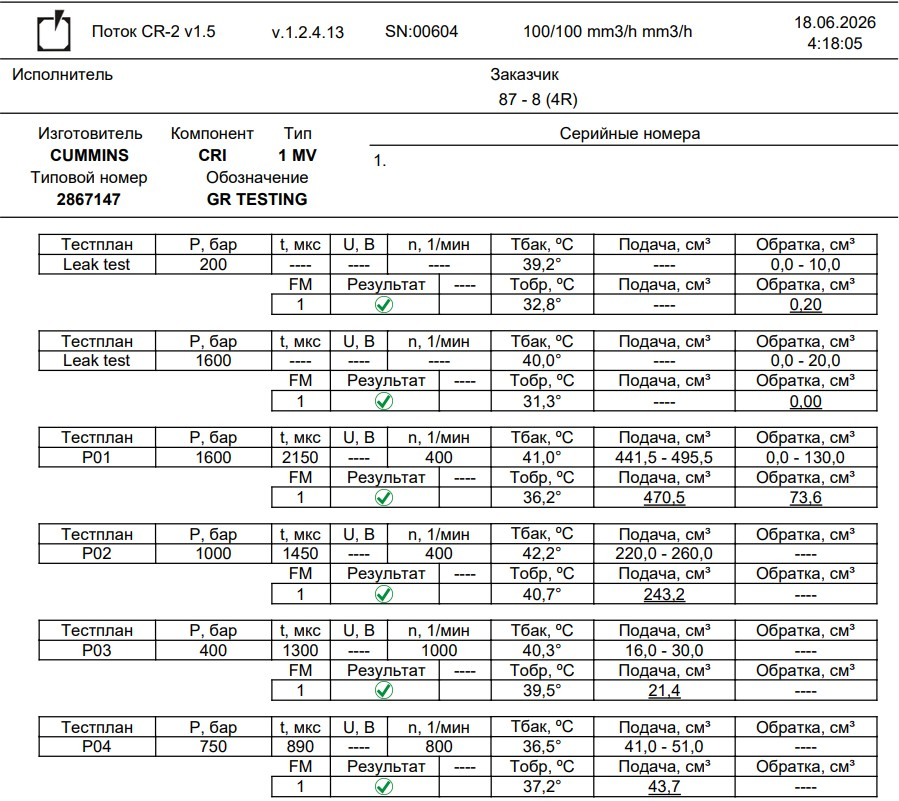 Поток CR-2 v1.5 v.1.2.4.13 SN:00604 100/100 mm3/h mm3/h 18.06.2026
4:18:05
Исполнитель Заказчик
87 - 8 (4R)
Изготовитель Компонент Тип Серийные номера
CUMMINS CRI 1 MV 1.
Типовой номер Обозначение
2867147 GR TESTING
Тестплан P, бар t, мкс U, В n, 1/мин Тбак, ºC Подача, см³ Обратка, см³
Leak test 200 ---- ---- ---- 39,2° ---- 0,0 - 10,0
FM Результат ---- Тобр, ºC Подача, см³ Обратка, см³
1 32,8° ---- 0,20
Тестплан P, бар t, мкс U, В n, 1/мин Тбак, ºC Подача, см³ Обратка, см³
Leak test 1600 ---- ---- ---- 40,0° ---- 0,0 - 20,0
FM Результат ---- Тобр, ºC Подача, см³ Обратка, см³
1 31,3° ---- 0,00
Тестплан P, бар t, мкс U, В n, 1/мин Тбак, ºC Подача, см³ Обратка, см³
P01 1600 2150 ---- 400 41,0° 441,5 - 495,5 0,0 - 130,0
FM Результат ---- Тобр, ºC Подача, см³ Обратка, см³
1 36,2° 470,5 73,6
Тестплан P, бар t, мкс U, В n, 1/мин Тбак, ºC Подача, см³ Обратка, см³
P02 1000 1450 ---- 400 42,2° 220,0 - 260,0 ----
FM Результат ---- Тобр, ºC Подача, см³ Обратка, см³
1 40,7° 243,2 ----
Тестплан P, бар t, мкс U, В n, 1/мин Тбак, ºC Подача, см³ Обратка, см³
P03 400 1300 ---- 1000 40,3° 16,0 - 30,0 ----
FM Результат ---- Тобр, ºC Подача, см³ Обратка, см³
1 39,5° 21,4 ----
Тестплан P, бар t, мкс U, В n, 1/мин Тбак, ºC Подача, см³ Обратка, см³
P04 750 890 ---- 800 36,5° 41,0 - 51,0 ----
FM Результат ---- Тобр, ºC Подача, см³ Обратка, см³
1 37,2° 43,7 ----